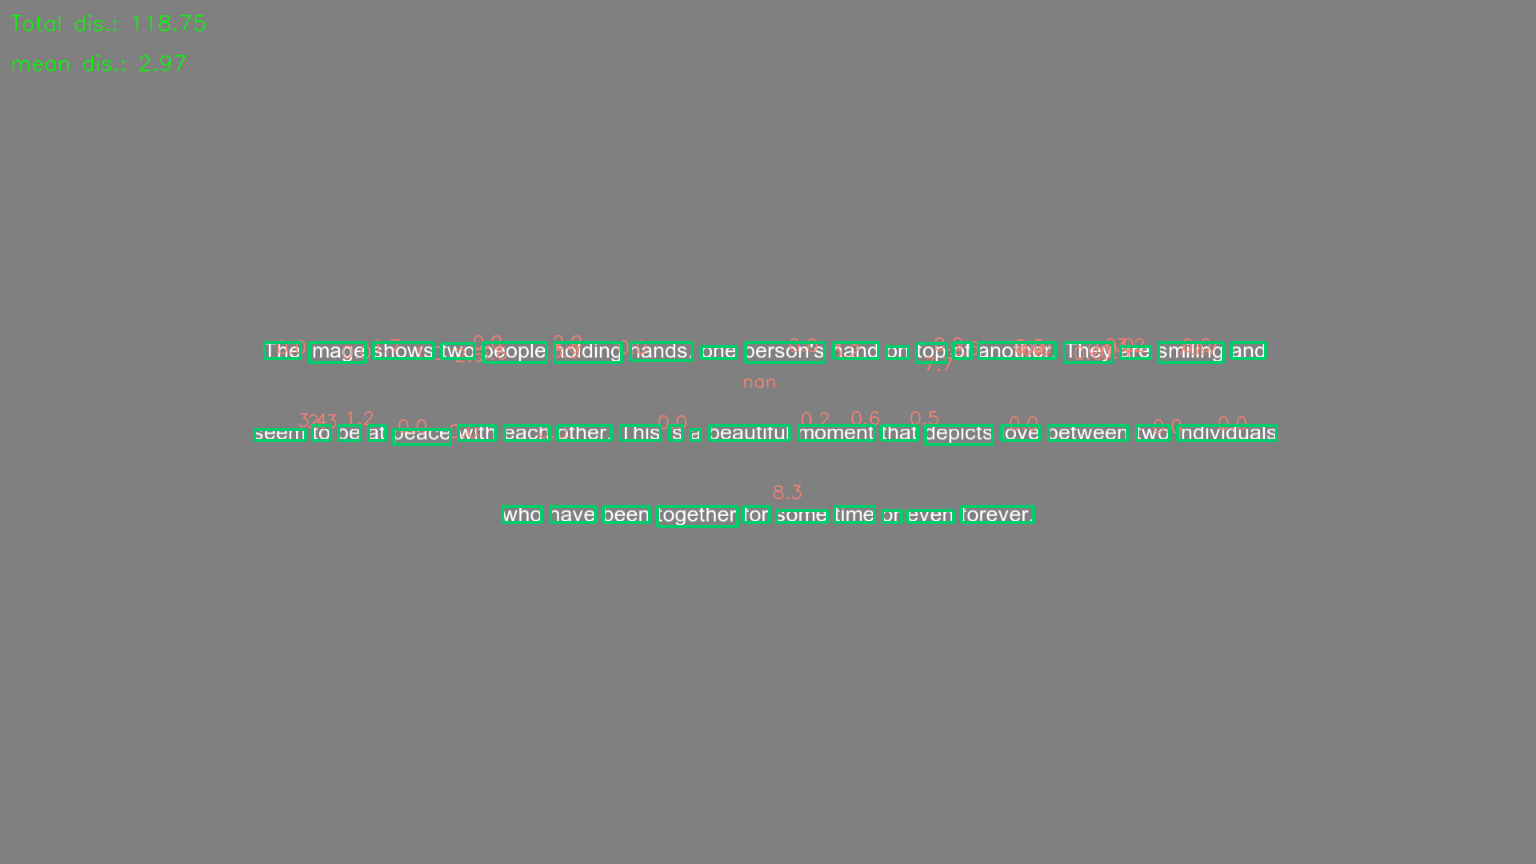 Total dis.: 118.75
mean dis.: 2.97
The image shows two people holding hands, one person's hand on top of another. They are smiling and
nan
seem to be at peace with each other. This is a beautiful moment that depicts love between two individuals
1.2 0.0 0.0 0.2 0.6 0.5 0.0 0.0 0.0
8.3
who have been together for some time or even forever.